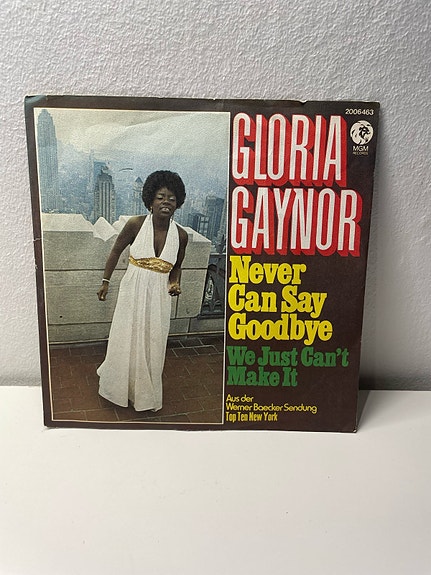 2006463
MGM
RECORDS
GLORIA
GAYNOR
Never
Can Say
Goodbye
We Just Can't
Make It
Aus der
Werner Baecker Sendung
Top Ten New York